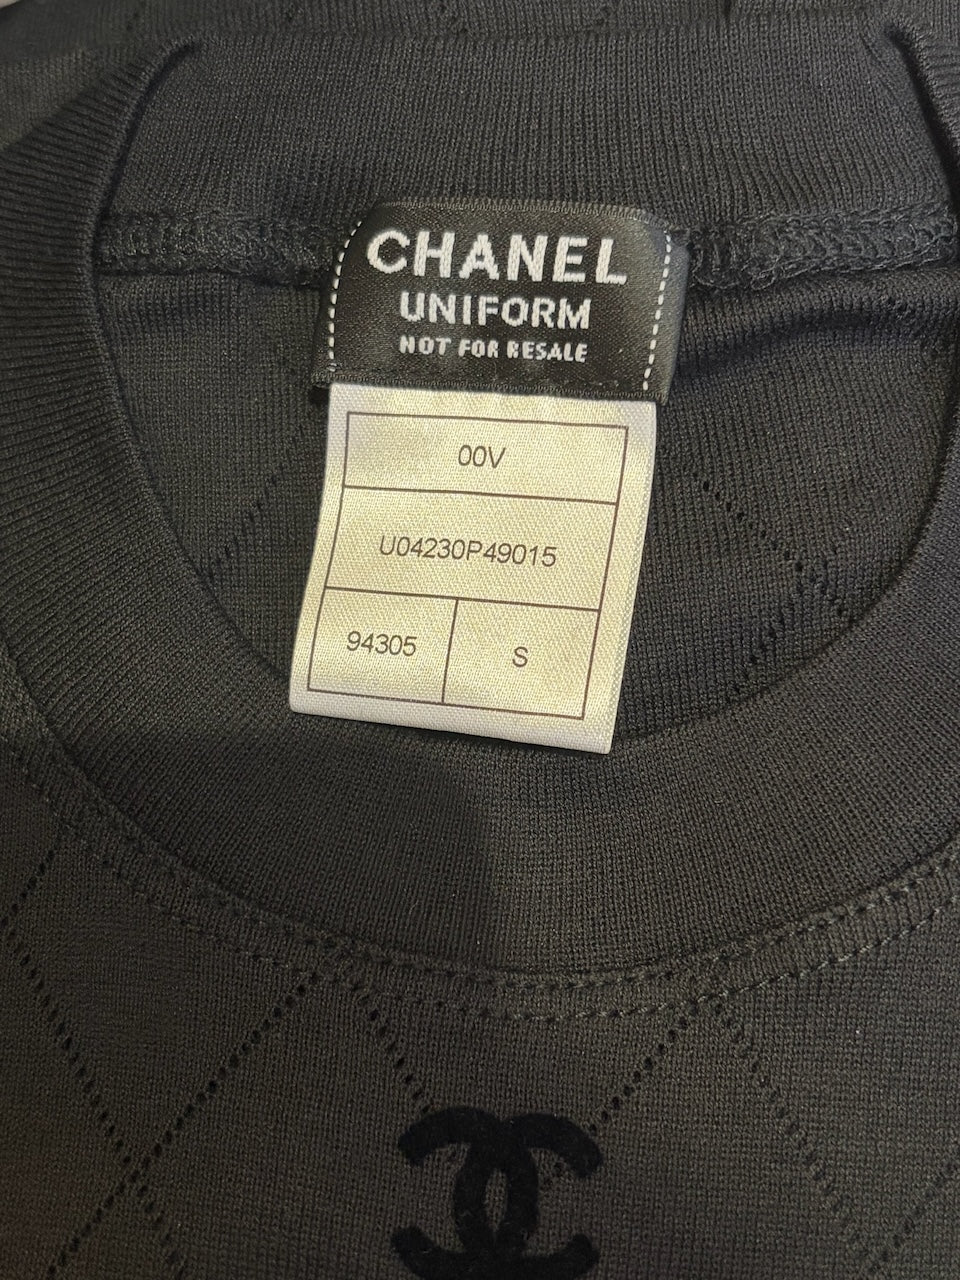 CHANEL
UNIFORM
NOT FOR RESALE
00V
U04230P49015
94305 S